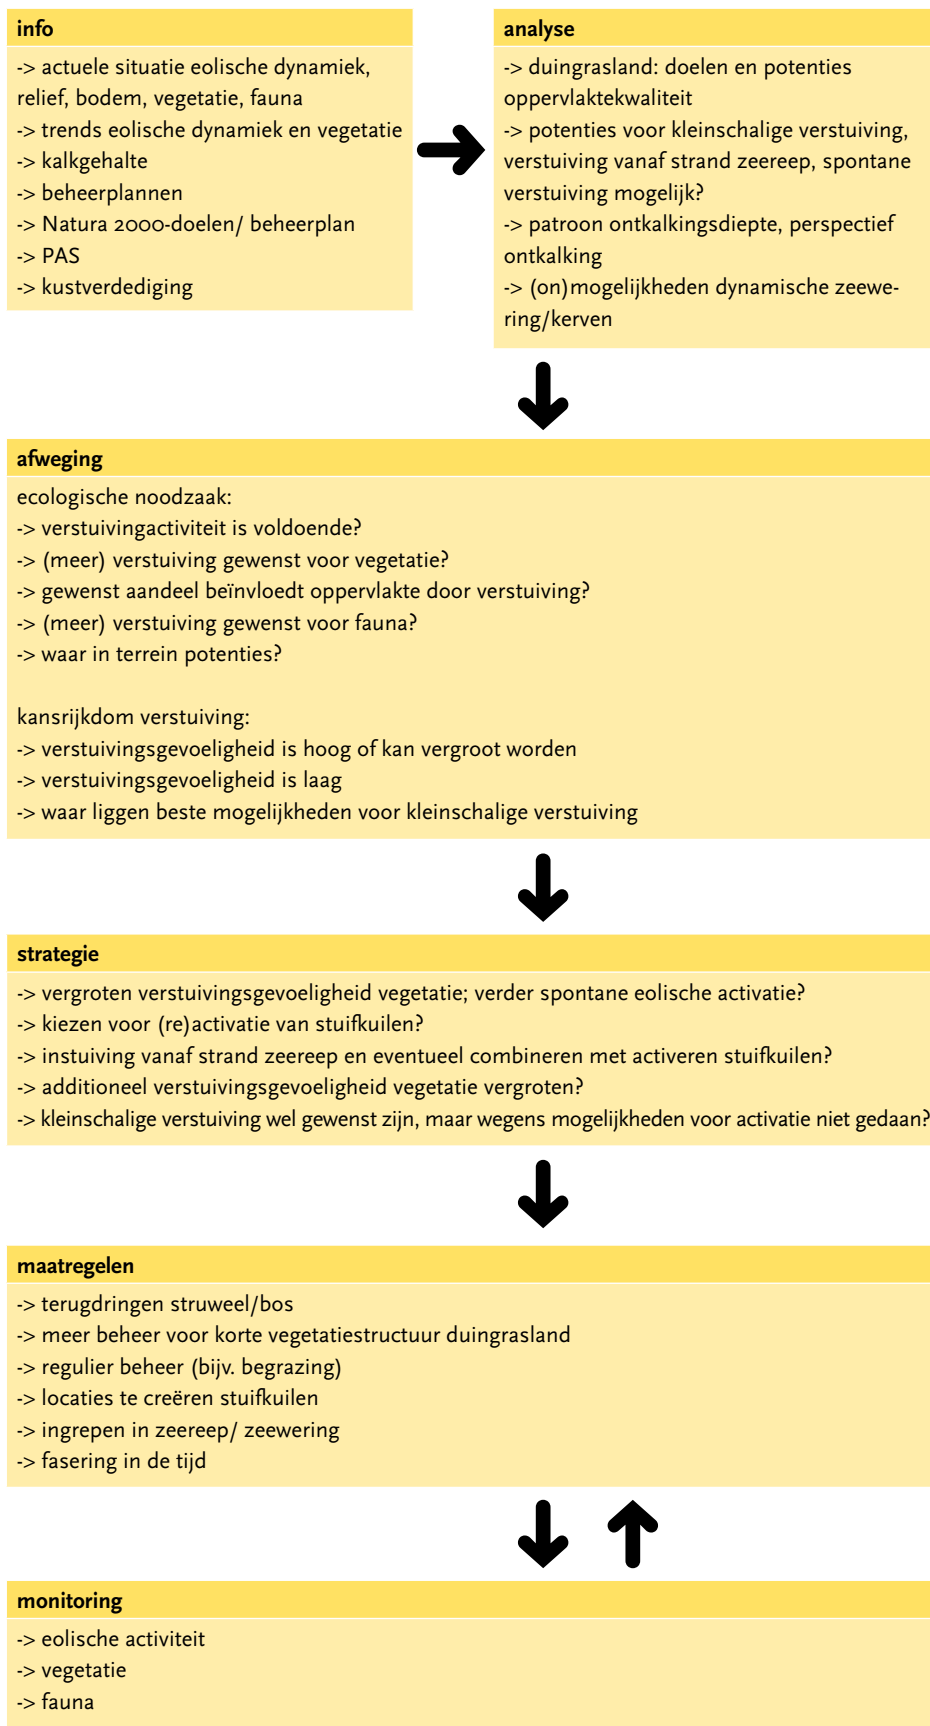 info
-> actuele situatie eolische dynamiek,
relief, bodem, vegetatie, fauna
-> trends eolische dynamiek en vegetatie
-> kalkgehalte
-> beheerplannen
-> Natura 2000-doelen/ beheerplan
-> PAS
-> kustverdediging
analyse
-> duingrasland: doelen en potenties
oppervlaktekwaliteit
-> potenties voor kleinschalige verstuiving,
verstuiving vanaf strand zeereep, spontane
verstuiving mogelijk?
-> patroon ontkalkingsdiepte, perspectief
ontkalking
-> (on)mogelijkheden dynamische zeewe-
ring/kerven
afweging
ecologische noodzaak:
-> verstuivingactiviteit is voldoende?
-> (meer) verstuiving gewenst voor vegetatie?
-> gewenst aandeel beïnvloedt oppervlakte door verstuiving?
-> (meer) verstuiving gewenst voor fauna?
-> waar in terrein potenties?
kansrijkdom verstuiving:
-> verstuivingsgevoeligheid is hoog of kan vergroot worden
-> verstuivingsgevoeligheid is laag
-> waar liggen beste mogelijkheden voor kleinschalige verstuiving
strategie
-> vergroten verstuivingsgevoeligheid vegetatie; verder spontane eolische activatie?
-> kiezen voor (re)activatie van stuifkuilen?
-> instuiving vanaf strand zeereep en eventueel combineren met activeren stuifkuilen?
-> additioneel verstuivingsgevoeligheid vegetatie vergroten?
-> kleinschalige verstuiving wel gewenst zijn, maar wegens mogelijkheden voor activatie niet gedaan?
maatregelen
-> terugdringen struweel/bos
-> meer beheer voor korte vegetatiestructuur duingrasland
-> regulier beheer (bijv. begrazing)
-> locaties te creëren stuifkuilen
-> ingrepen in zeereep/ zeewering
-> fasering in de tijd
monitoring
-> eolische activiteit
-> vegetatie
-> fauna